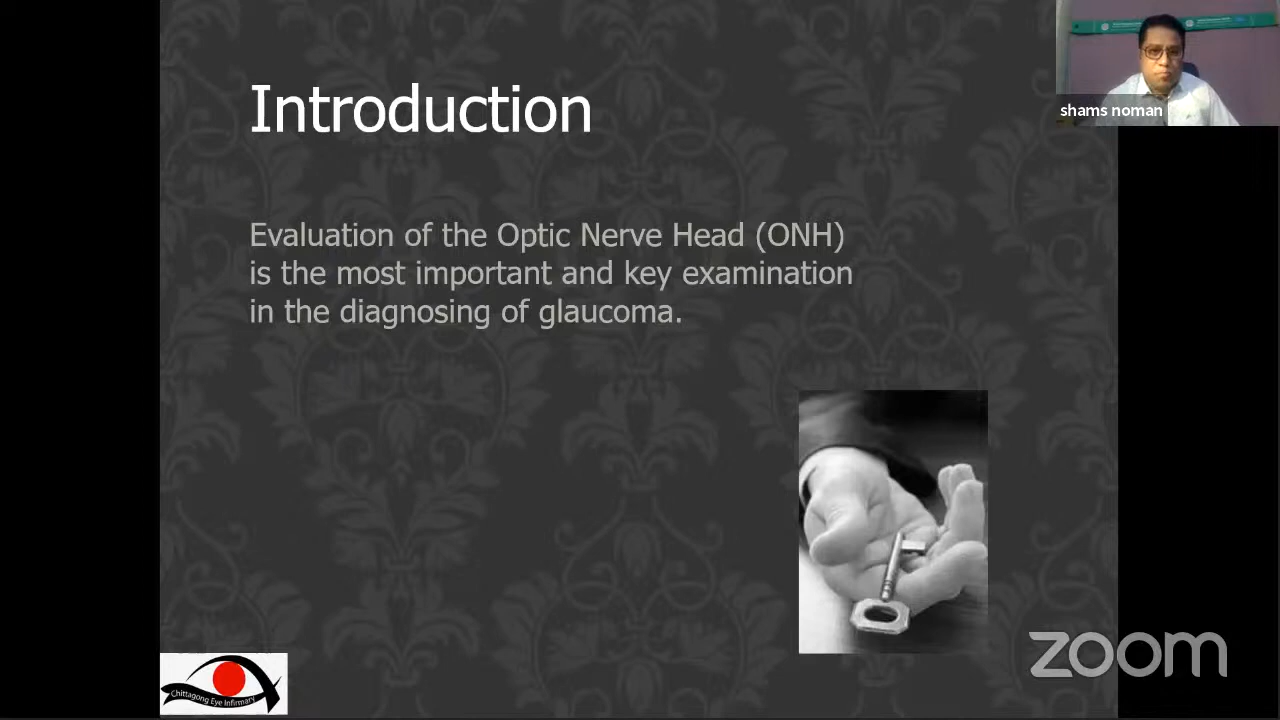 Introduction
shams noman
Evaluation of the Optic Nerve Head (ONH)
is the most important and key examination
in the diagnosing of glaucoma.
Chittagong Eye Infirmary
zoom